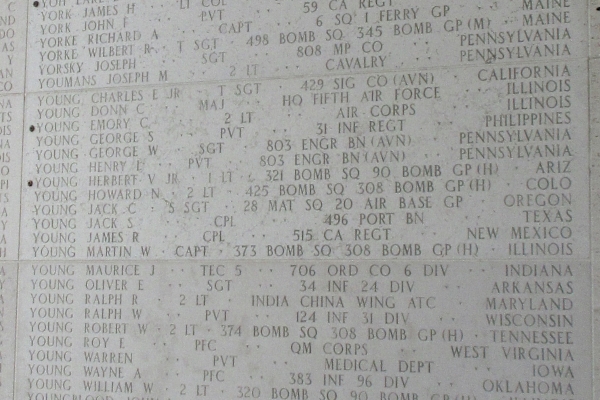 YORK JAMES H LT COL
YORK JOHN F PVT 59 CA REGT
YORKE RICHARD A CAPT 6 SQ 1 FERRY GP MAINE
YORKE WILBERT R T SGT 498 BOMB SQ 345 BOMB GP (M) MAINE
YORSKY JOSEPH SGT 808 MP CO PENNSYLVANIA
YOUMANS JOSEPH M 2 LT CAVALRY PENNSYLVANIA
YOUNG CHARLES E JR T SGT 429 SIG CO (AVN) CALIFORNIA
YOUNG DONN C MAJ HQ FIFTH AIR FORCE ILLINOIS
YOUNG EMORY C 2 LT AIR CORPS ILLINOIS
YOUNG GEORGE S PVT 31 INF REGT PHILIPPINES
YOUNG GEORGE W SGT 803 ENGR BN (AVN) PENNSYLVANIA
YOUNG HENRY L PVT 803 ENGR BN (AVN) PENNSYLVANIA
YOUNG HERBERT V JR 1 LT 321 BOMB SQ 90 BOMB GP (H) ARIZ
YOUNG HOWARD N 2 LT 425 BOMB SQ 308 BOMB GP (H) COLO
YOUNG JACK C S SGT 28 MAT SQ 20 AIR BASE GP OREGON
YOUNG JACK S CPL 496 PORT BN TEXAS
YOUNG JAMES R CPL 515 CA REGT NEW MEXICO
YOUNG MARTIN W CAPT 373 BOMB SQ 308 BOMB GP (H) ILLINOIS
YOUNG MAURICE J TEC 5 706 ORD CO 6 DIV INDIANA
YOUNG OLIVER E SGT 34 INF 24 DIV ARKANSAS
YOUNG RALPH R 2 LT INDIA CHINA WING ATC MARYLAND
YOUNG RALPH W PVT 124 INF 31 DIV WISCONSIN
YOUNG ROBERT W 2 LT 374 BOMB SQ 308 BOMB GP (H) TENNESSEE
YOUNG ROY E PFC QM CORPS WEST VIRGINIA
YOUNG WARREN PVT MEDICAL DEPT IOWA
YOUNG WAYNE A PFC 383 INF 96 DIV OKLAHOMA
YOUNG WILLIAM W 2 LT 320 BOMB SQ 90 BOMB GP (H)